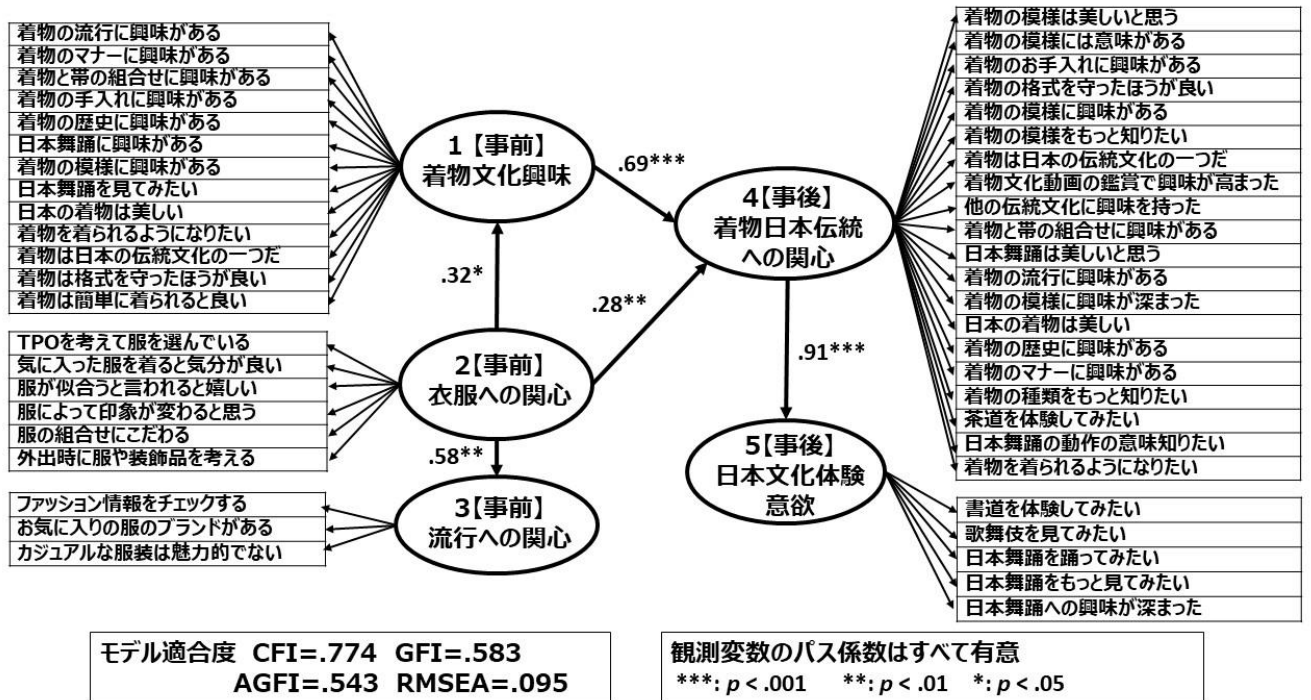 着物の流行に興味がある
着物のマナーに興味がある
着物と帯の組合せに興味がある
着物の手入れに興味がある
着物の歴史に興味がある
日本舞踊に興味がある
着物の模様に興味がある
日本舞踊を見てみたい
日本の着物は美しい
着物を着られるようになりたい
着物は日本の伝統文化の一つだ
着物は格式を守ったほうが良い
着物は簡単に着られると良い
TPOを考えて服を選んでいる
気に入った服を着ると気分が良い
服が似合うと言われると嬉しい
服によって印象が変わると思う
服の組合せにこだわる
外出時に服や装飾品を考える
ファッション情報をチェックする
お気に入りの服のブランドがある
カジュアルな服装は魅力的でない
1【事前】
着物文化興味
.32*
2【事前】
衣服への関心
.58**
3【事前】
流行への関心
.69***
.28**
4【事後】
着物日本伝統
への関心
.91***
5【事後】
日本文化体験
意欲
着物の模様は美しいと思う
着物の模様には意味がある
着物のお手入れに興味がある
着物の格式を守ったほうが良い
着物の模様に興味がある
着物の模様をもっと知りたい
着物は日本の伝統文化の一つだ
着物文化動画の鑑賞で興味が高まった
他の伝統文化に興味を持った
着物と帯の組合せに興味がある
日本舞踊は美しいと思う
着物の流行に興味がある
着物の模様に興味が深まった
日本の着物は美しい
着物の歴史に興味がある
着物のマナーに興味がある
着物の種類をもっと知りたい
茶道を体験してみたい
日本舞踊の動作の意味知りたい
着物を着られるようになりたい
書道を体験してみたい
歌舞伎を見てみたい
日本舞踊を踊ってみたい
日本舞踊をもっと見てみたい
日本舞踊への興味が深まった
モデル適合度 CFI=.774 GFI=.583
AGFI=.543 RMSEA=.095
観測変数のパス係数はすべて有意
***: p < .001 **: p < .01 *: p < .05